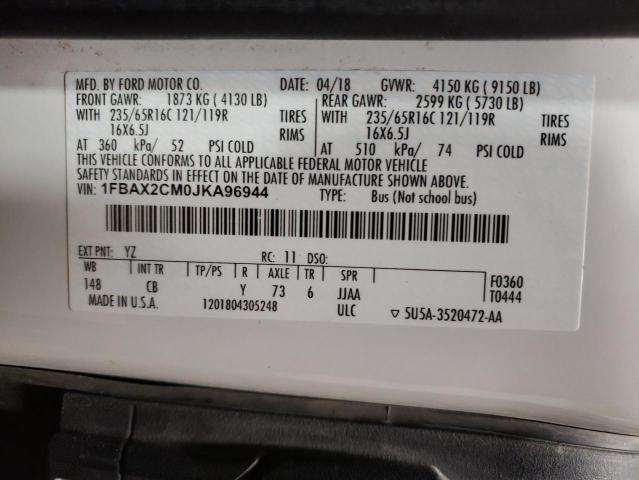 MFD. BY FORD MOTOR CO. DATE: 04/18 GVWR: 4150 KG ( 9150 LB)
FRONT GAWR: 1873 KG ( 4130 LB) REAR GAWR: 2599 KG ( 5730 LB)
WITH 235/65R16C 121/119R TIRES WITH 235/65R16C 121/119R TIRES
16X6.5J RIMS 16X6.5J RIMS
AT 360 kPa/ 52 PSI COLD AT 510 kPa/ 74 PSI COLD
THIS VEHICLE CONFORMS TO ALL APPLICABLE FEDERAL MOTOR VEHICLE
SAFETY STANDARDS IN EFFECT ON THE DATE OF MANUFACTURE SHOWN ABOVE.
VIN: 1FBAX2CM0JKA96944 TYPE: Bus (Not school bus)
EXT PNT: YZ RC: 11 DSO:
WB INT TR TP/PS R AXLE TR SPR F0360
148 CB Y 73 6 JJAA T0444
MADE IN U.S.A. 1201804305248 ULC ▽ 5U5A-3520472-AA